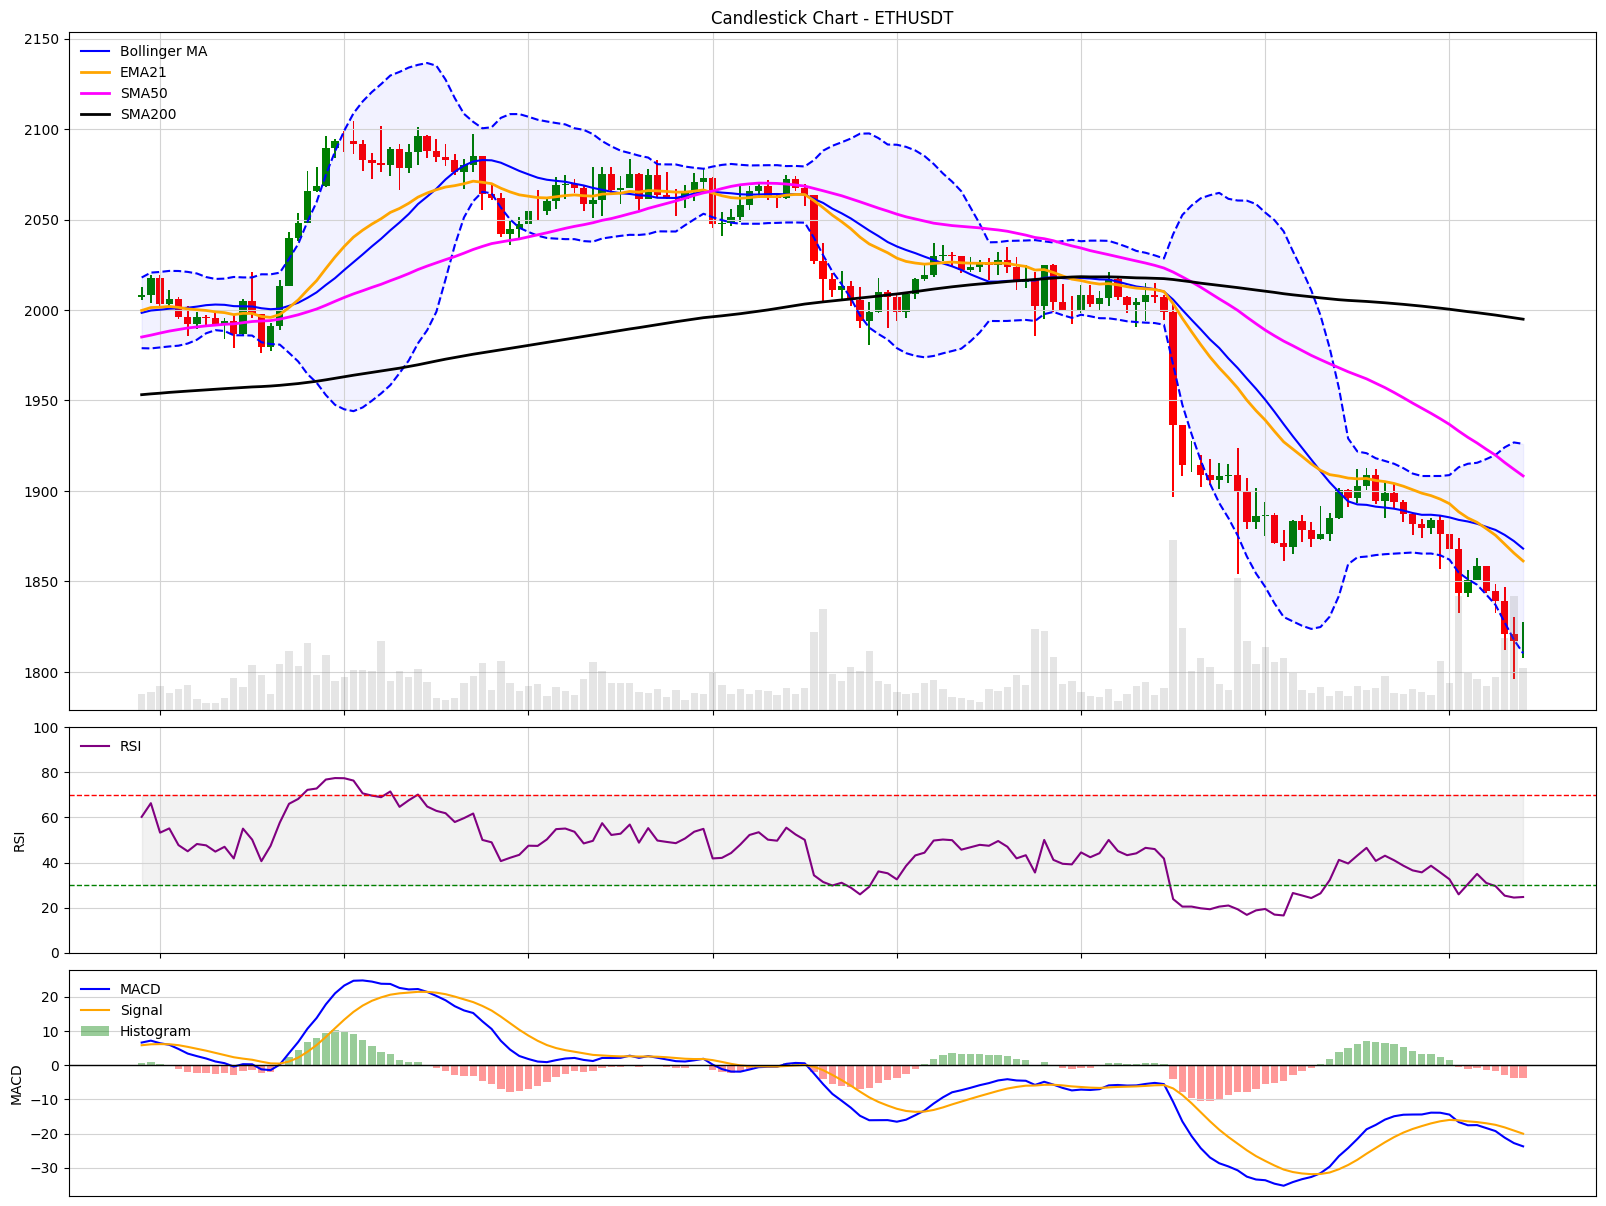 Candlestick Chart - ETHUSDT
2150
2100
2050
2000
1950
1900
1850
1800
Bollinger MA
EMA21
SMA50
SMA200
100
80
60
40
20
0
RSI
RSI
20
10
0
−10
−20
−30
MACD
MACD
Signal
Histogram